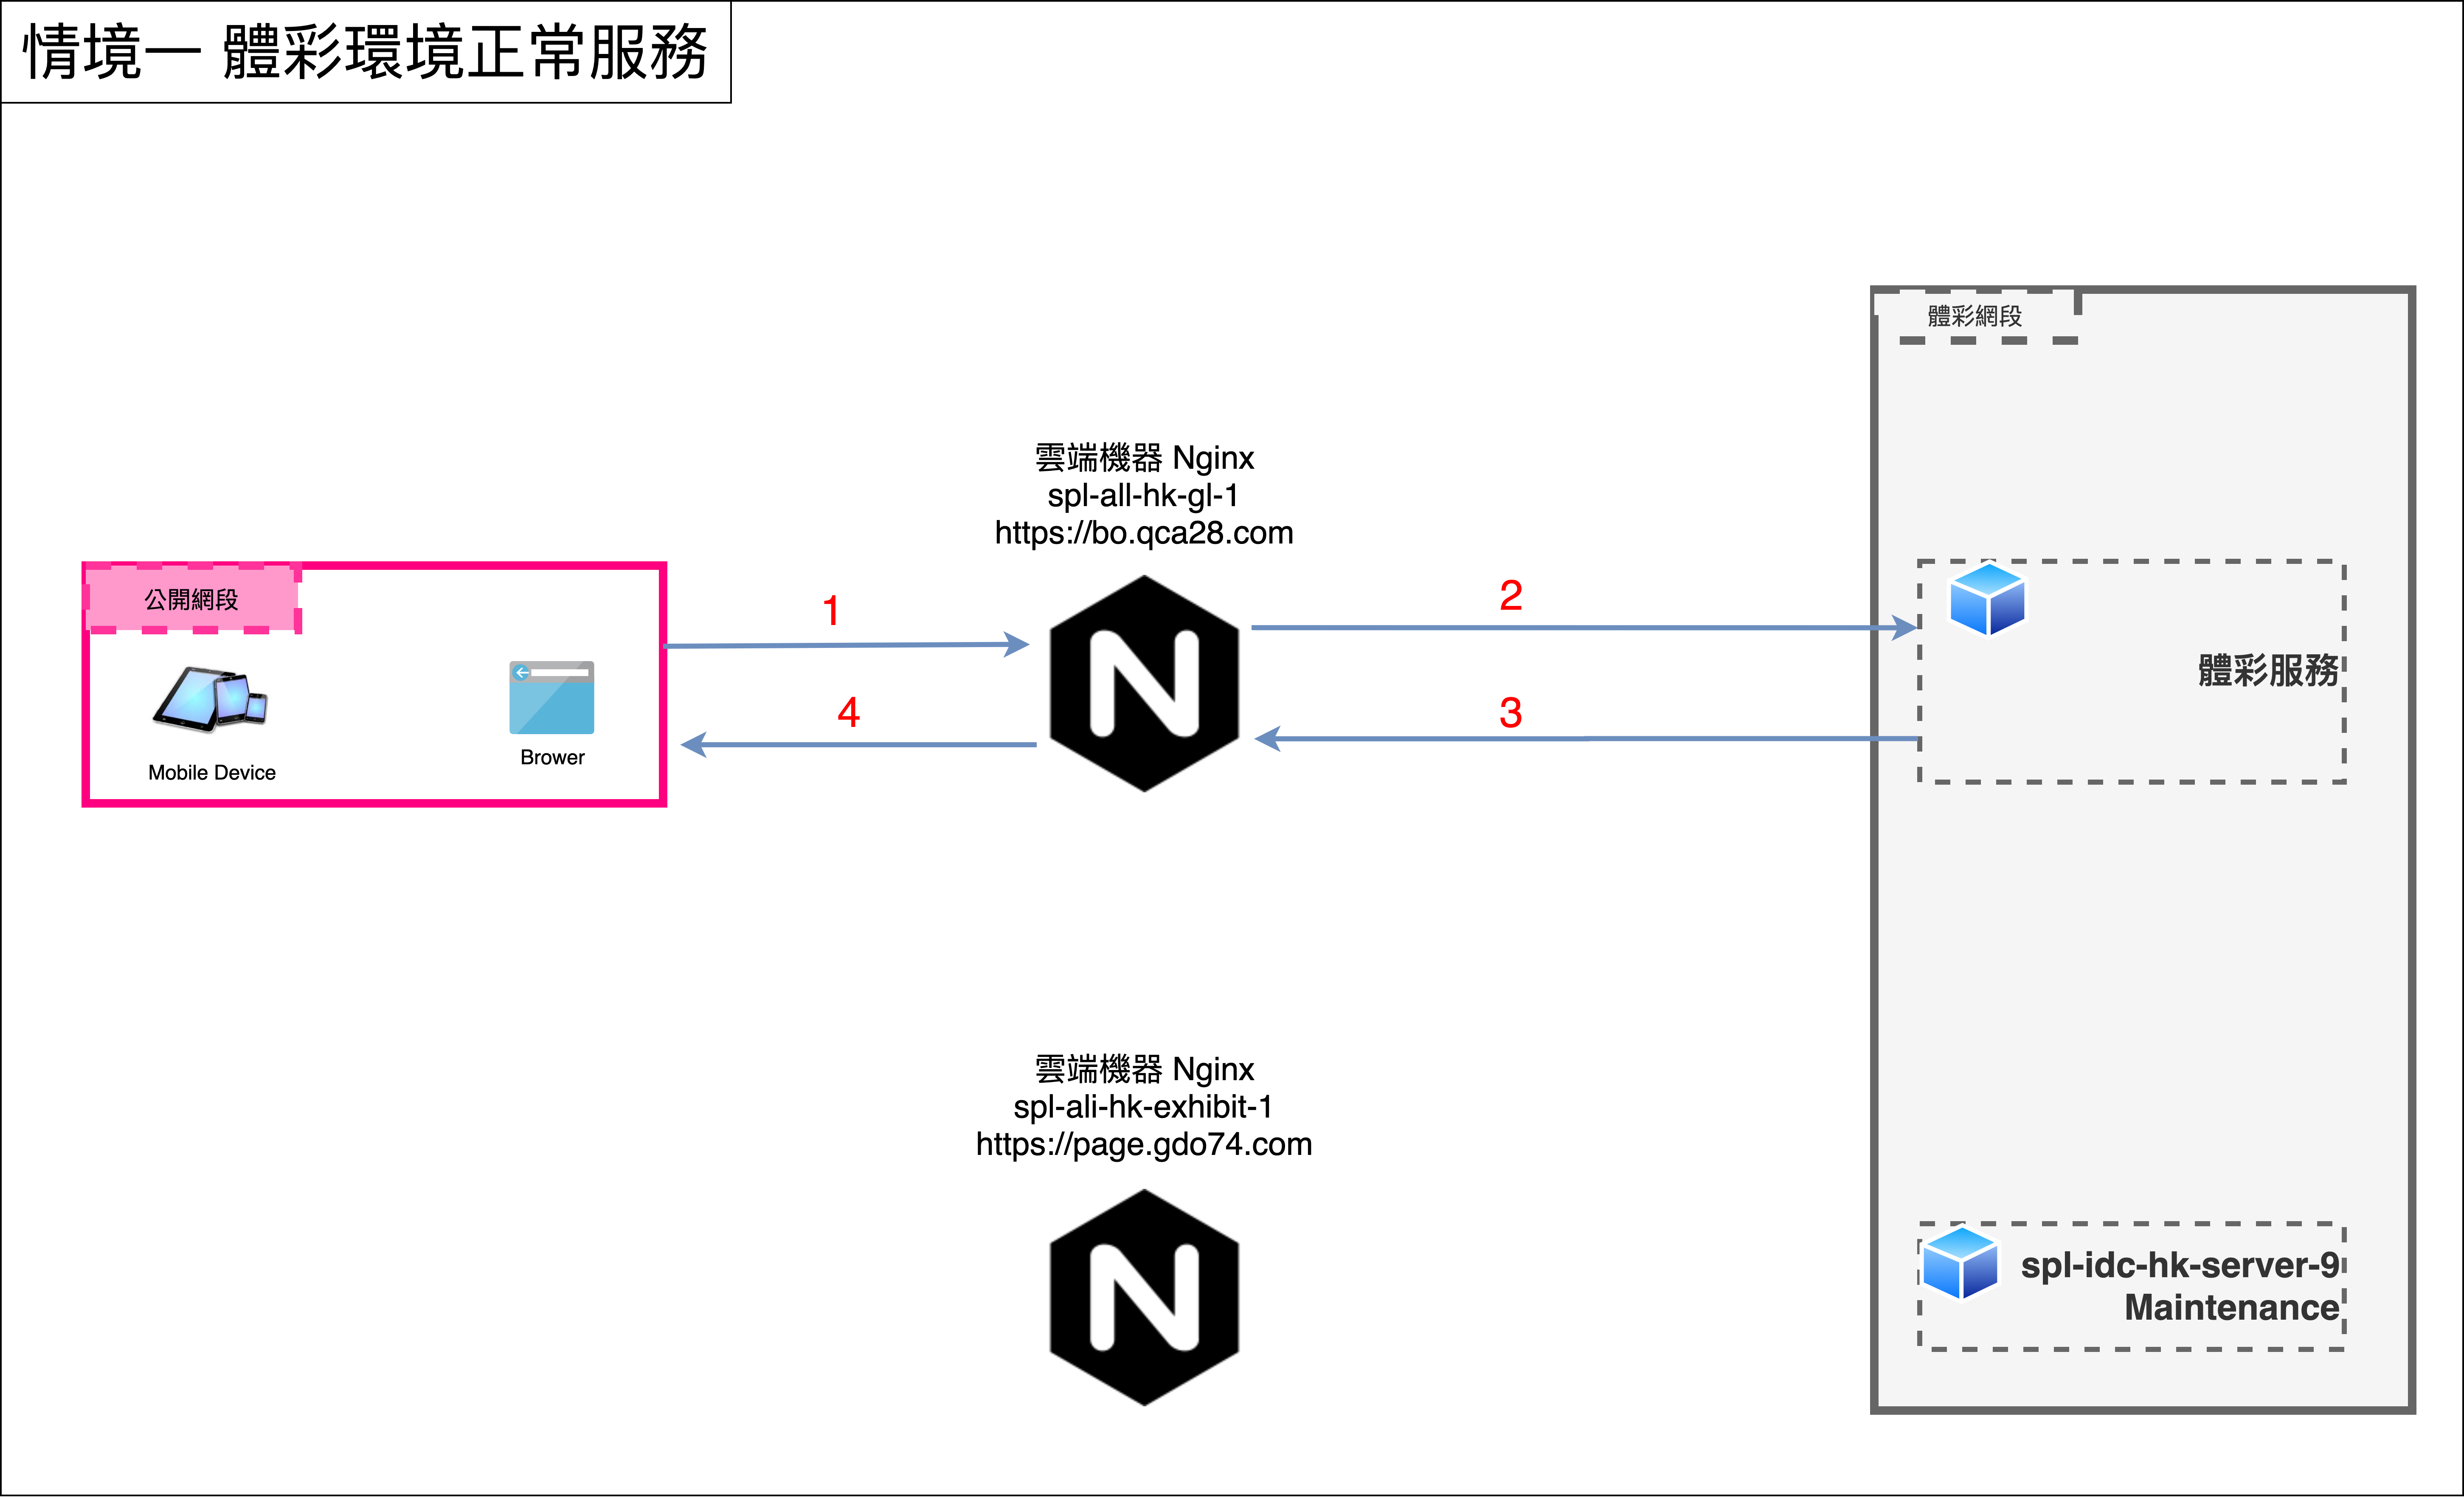 情境一 體彩環境正常服務
體彩網段
雲端機器 Nginx
spl-all-hk-gl-1
https://bo.qca28.com
公開網段
1
2
體彩服務
4
3
Mobile Device
Brower
雲端機器 Nginx
spl-ali-hk-exhibit-1
https://page.gdo74.com
spl-idc-hk-server-9
Maintenance